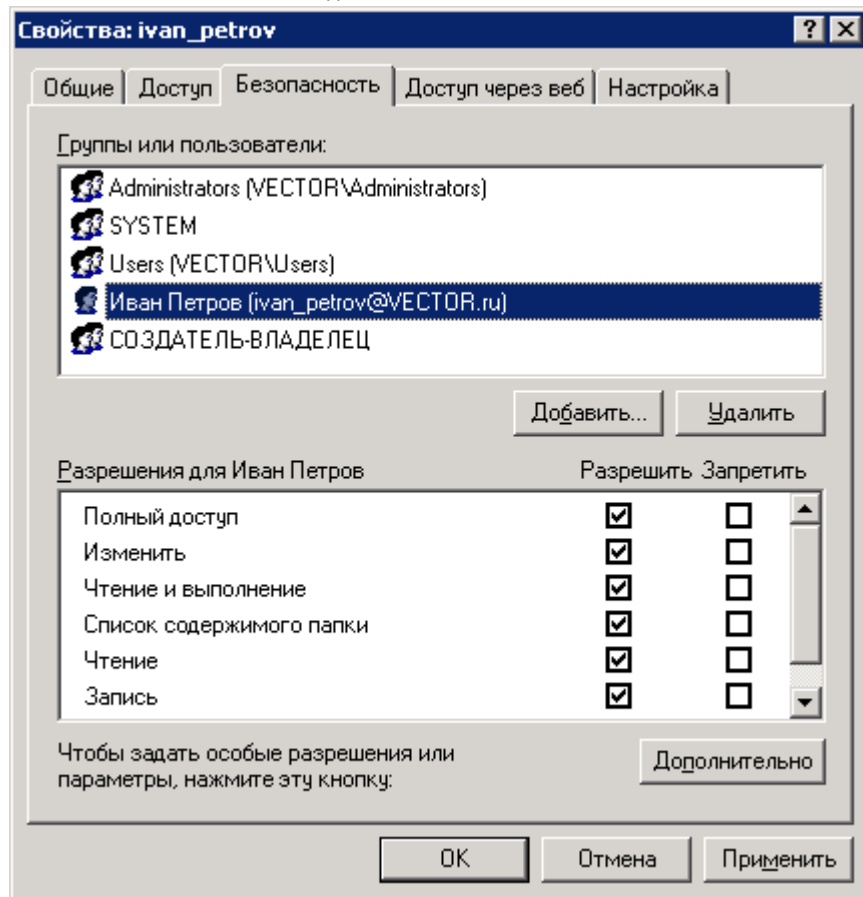 Свойства: ivan_petrov
Общие Доступ Безопасность Доступ через веб Настройка
Группы или пользователи:
Administrators (VECTOR\Administrators)
SYSTEM
Users (VECTOR\Users)
Иван Петров (ivan_petrov@VECTOR.ru)
СОЗДАТЕЛЬ-ВЛАДЕЛЕЦ
Добавить... Удалить
Разрешения для Иван Петров Разрешить Запретить
Полный доступ
Изменить
Чтение и выполнение
Список содержимого папки
Чтение
Запись
Чтобы задать особые разрешения или
параметры, нажмите эту кнопку:
Дополнительно
OK Отмена Применить